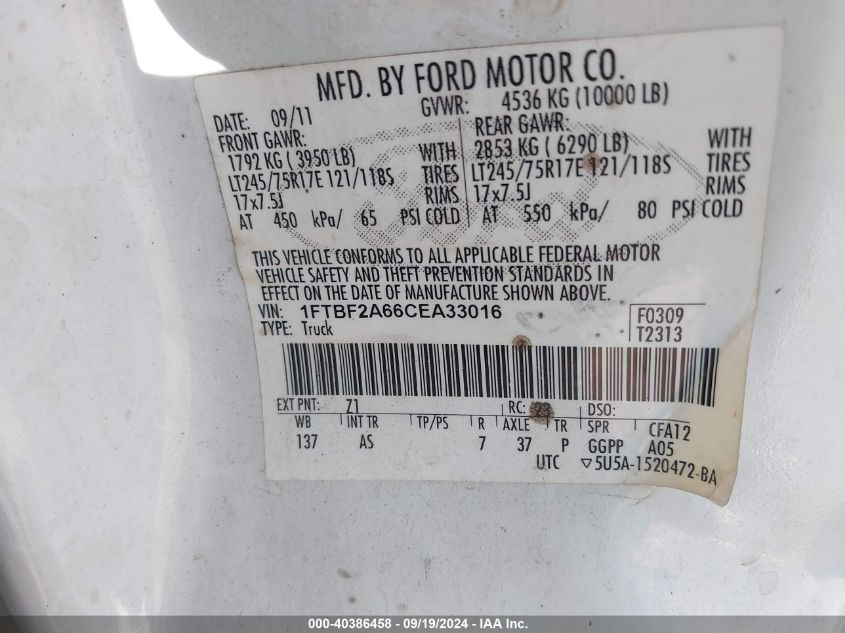 MFD. BY FORD MOTOR CO.
DATE: 09/11 GVWR: 4536 KG (10000 LB)
FRONT GAWR: REAR GAWR:
1792 KG ( 3950 LB) WITH 2853 KG ( 6290 LB) WITH
LT245/75R17E 121/118S TIRES LT245/75R17E 121/118S TIRES
17x7.5J RIMS 17x7.5J RIMS
AT 450 kPa/ 65 PSI COLD AT 550 kPa/ 80 PSI COLD
THIS VEHICLE CONFORMS TO ALL APPLICABLE FEDERAL MOTOR
VEHICLE SAFETY AND THEFT PREVENTION STANDARDS IN
EFFECT ON THE DATE OF MANUFACTURE SHOWN ABOVE.
VIN: 1FTBF2A66CEA33016 F0309
TYPE: Truck T2313
EXT PNT: Z1 RC: DSO:
WB INT TR TP/PS R AXLE TR SPR CFA12
137 AS 7 37 P GGPP A05
UTC ▽5U5A-1520472-BA
000-40386458 - 09/19/2024 - IAA Inc.